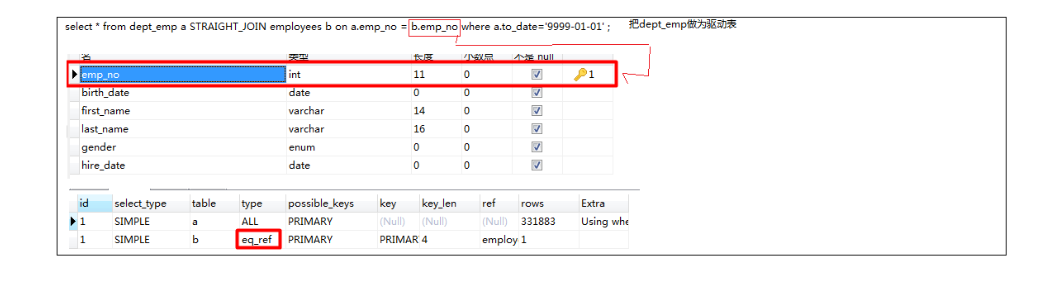 select * from dept_emp a STRAIGHT_JOIN employees b on a.emp_no = b.emp_no where a.to_date='9999-01-01' ; 把dept_emp做为驱动表
名 类型 长度 小数点 不是 null
emp_no int 11 0 1
birth_date date 0 0
first_name varchar 14 0
last_name varchar 16 0
gender enum 0 0
hire_date date 0 0
id select_type table type possible_keys key key_len ref rows Extra
1 SIMPLE a ALL PRIMARY (Null) (Null) (Null) 331883 Using whe
1 SIMPLE b eq_ref PRIMARY PRIMAR 4 employ 1